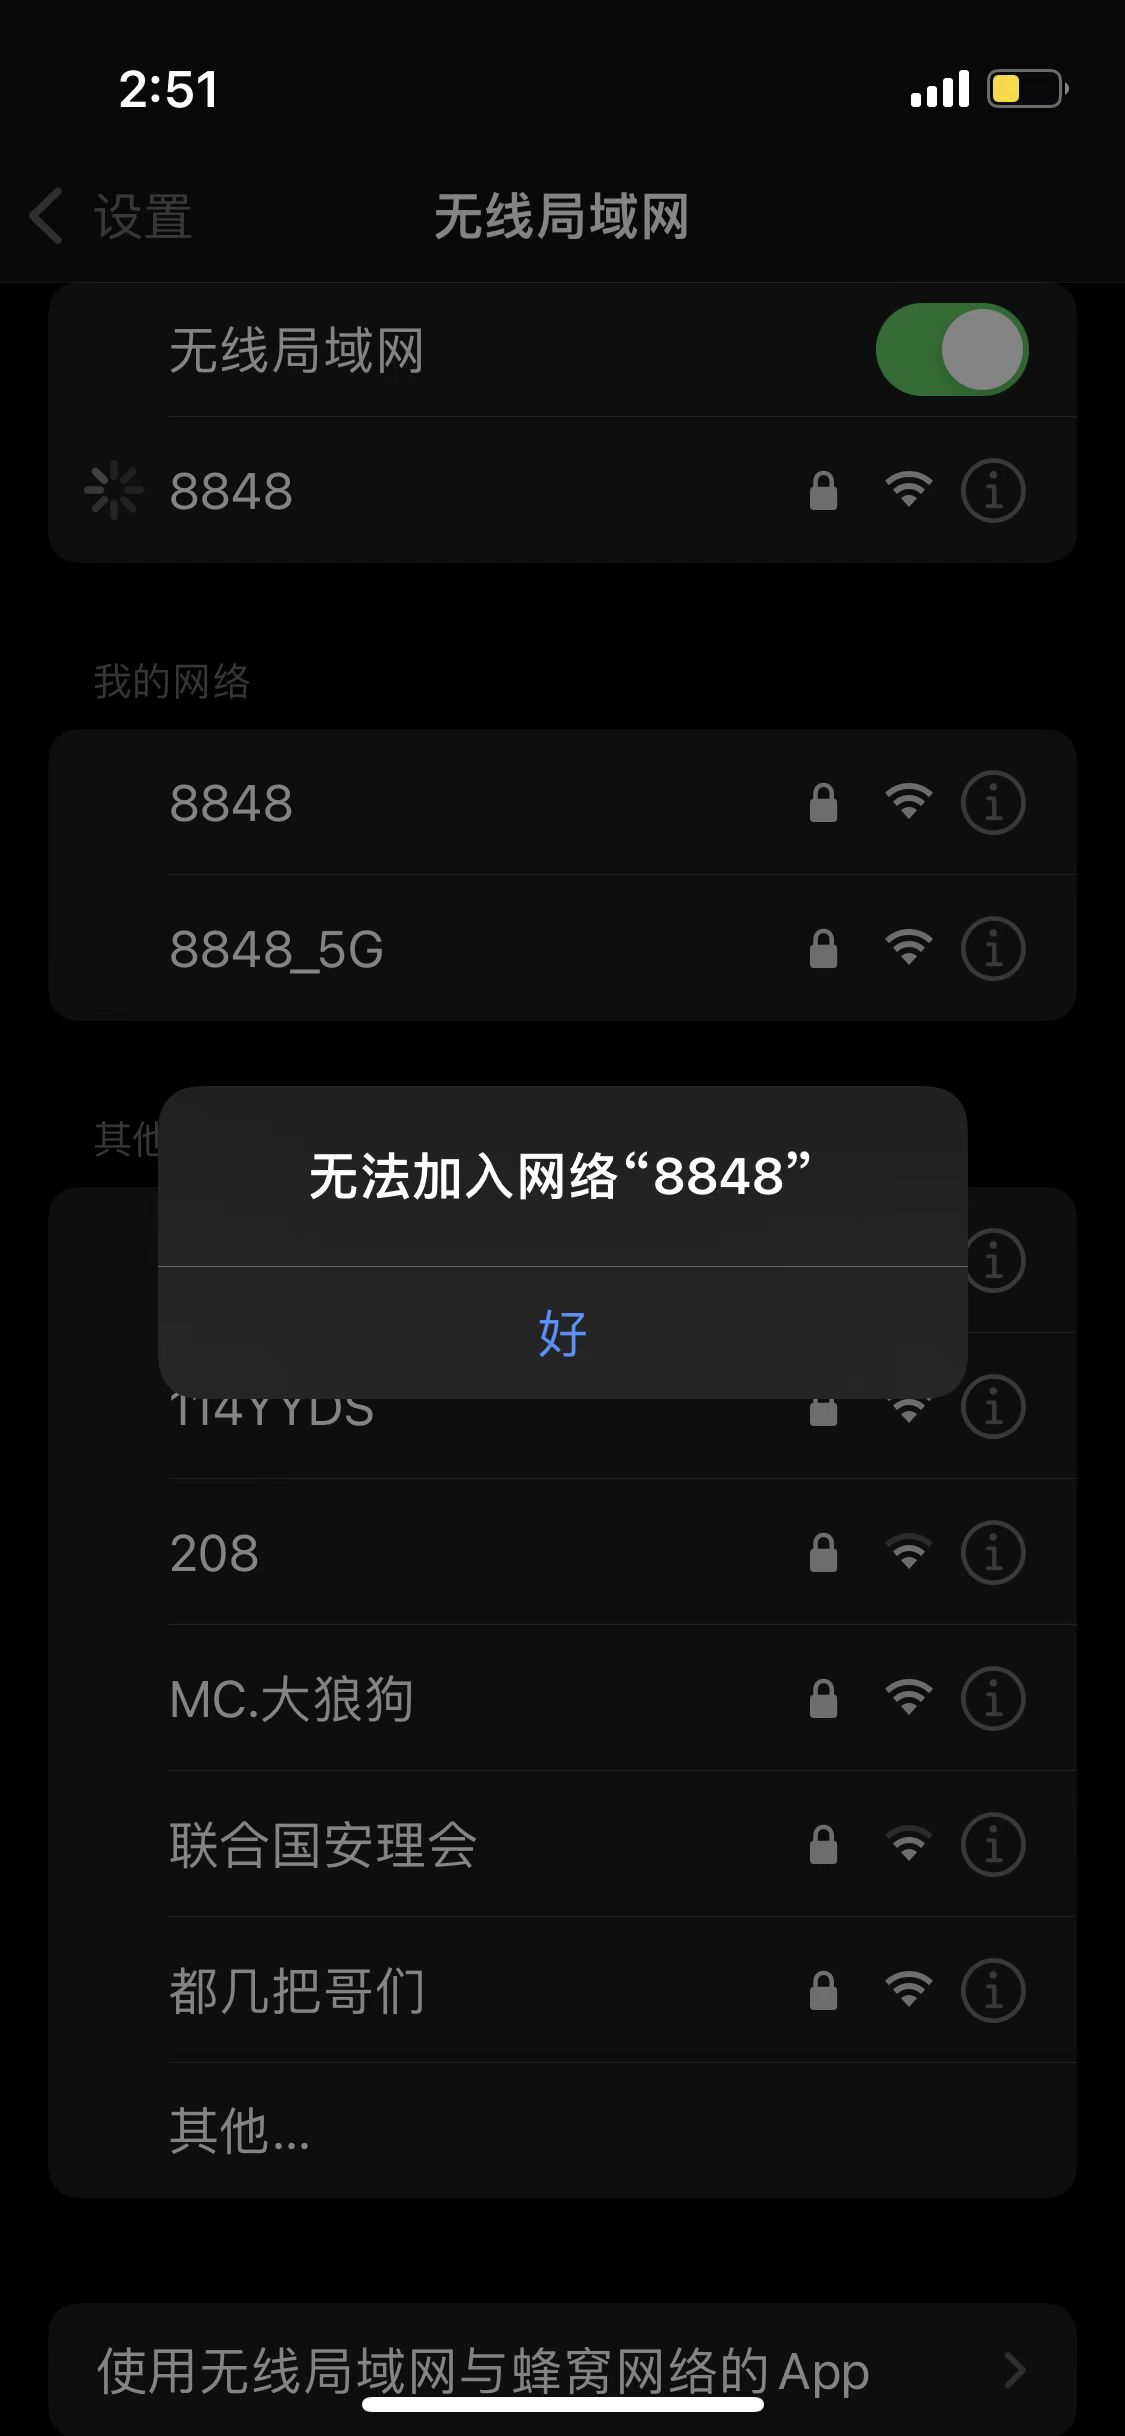 2:51
设置
无线局域网
无线局域网
8848
我的网络
8848
8848_5G
其他
无法加入网络“8848”
好
114YYDS
208
MC.大狼狗
联合国安理会
都几把哥们
其他...
使用无线局域网与蜂窝网络的 App